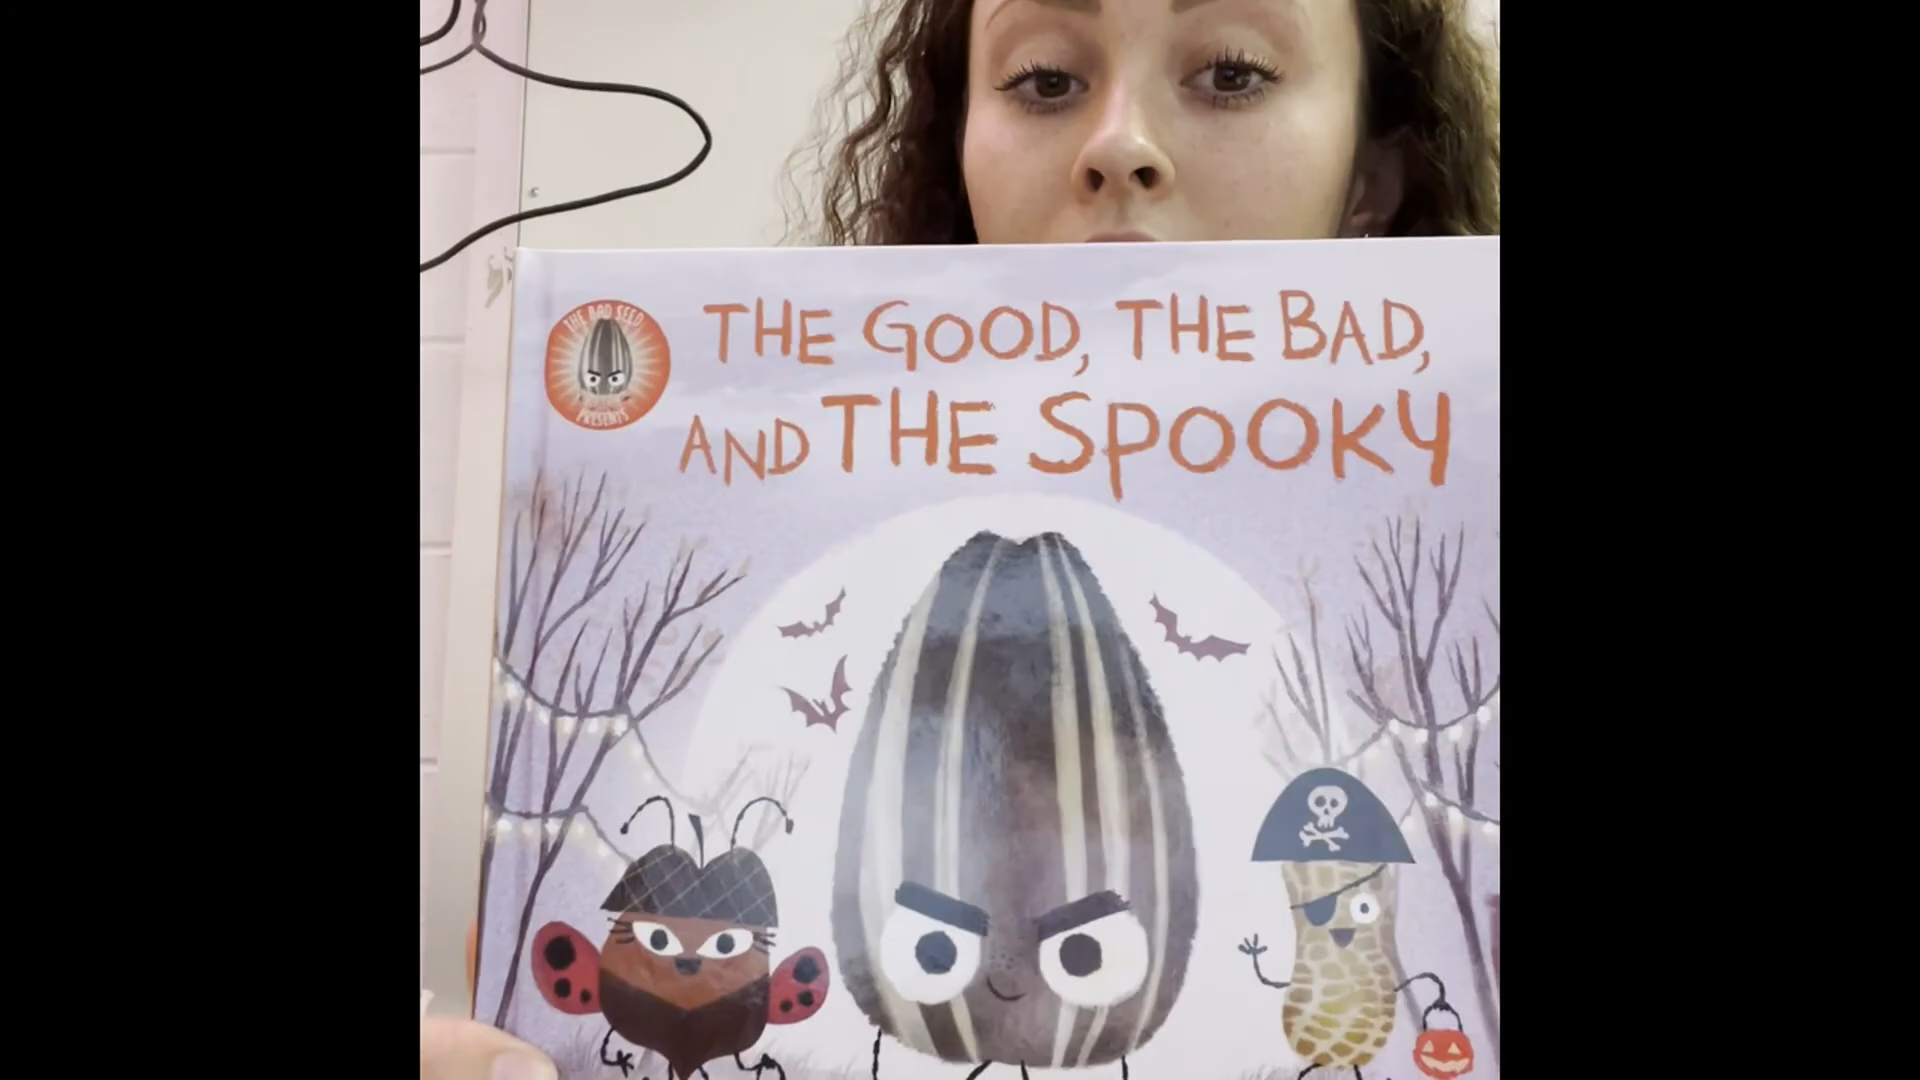 THE BAD SEED
PRESENTS
THE GOOD, THE BAD,
AND THE SPOOKY